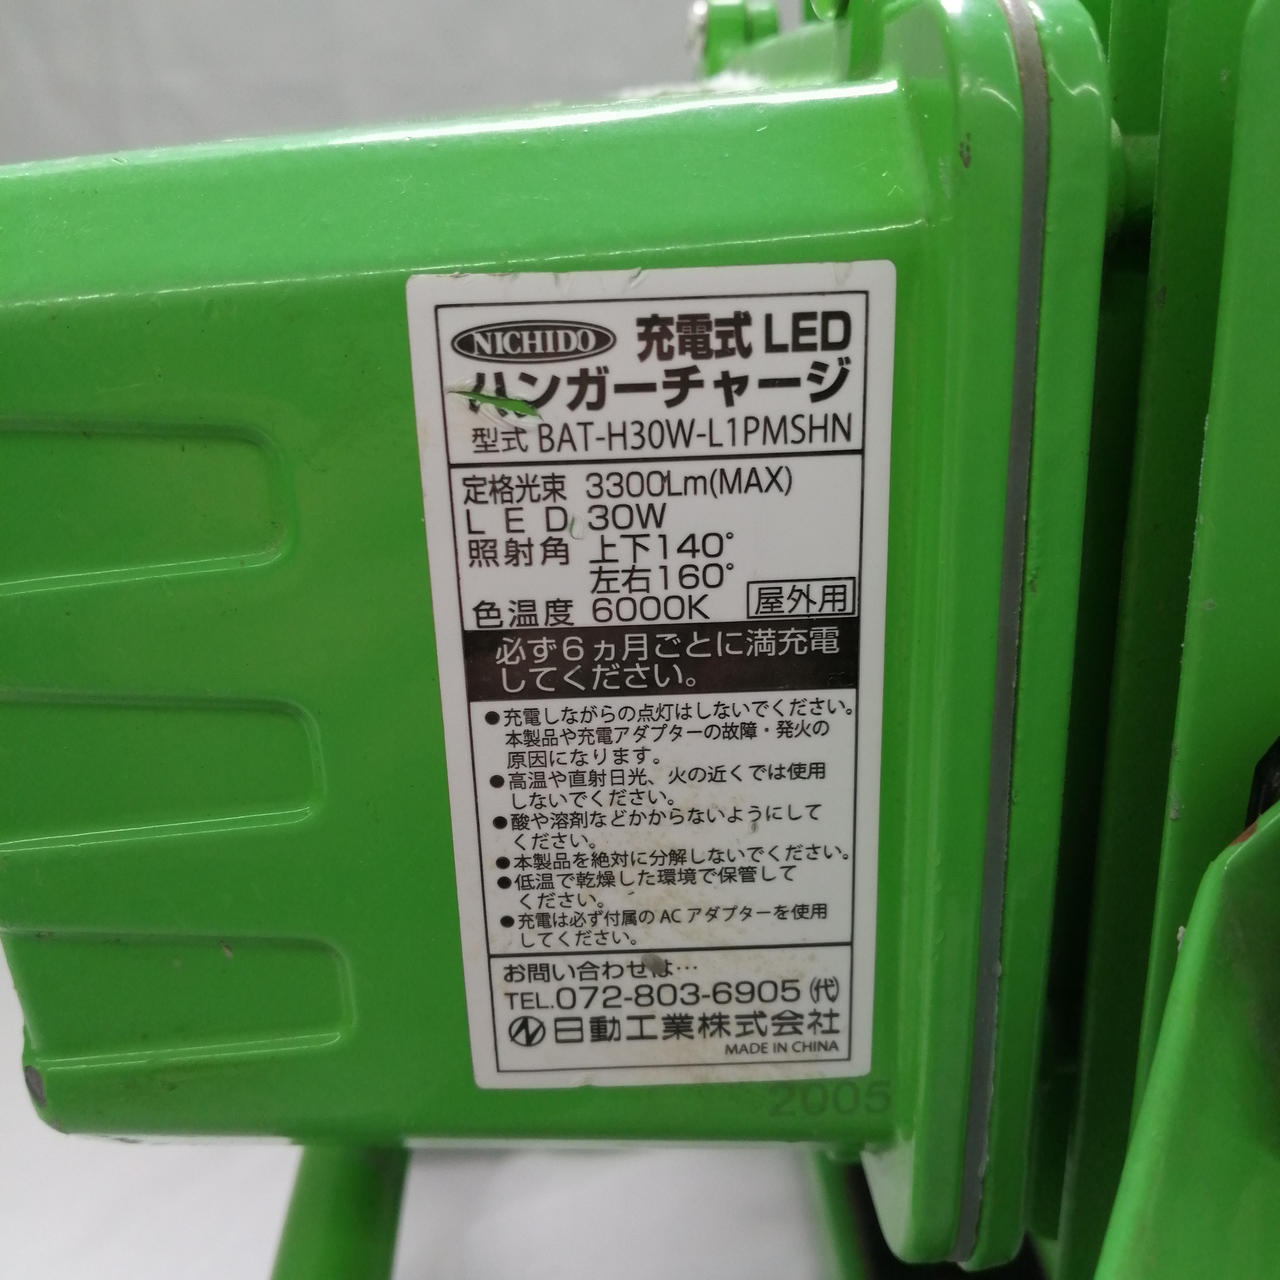 NICHIDO 充電式 LED
ハンガーチャージ
型式 BAT-H30W-L1PMSHN
定格光束 3300Lm(MAX)
LED 30W
照射角 上下140°
左右160°
色温度 6000K 屋外用
必ず6ヵ月ごとに満充電
してください。
●充電しながらの点灯はしないでください。
本製品や充電アダプターの故障・発火の
原因になります。
●高温や直射日光、火の近くでは使用
しないでください。
●酸や溶剤などかからないようにして
ください。
●本製品を絶対に分解しないでください。
●低温で乾燥した環境で保管して
ください。
●充電は必ず付属のACアダプターを使用
してください。
お問い合わせは…
TEL.072-803-6905 (代)
日動工業株式会社
MADE IN CHINA
2005